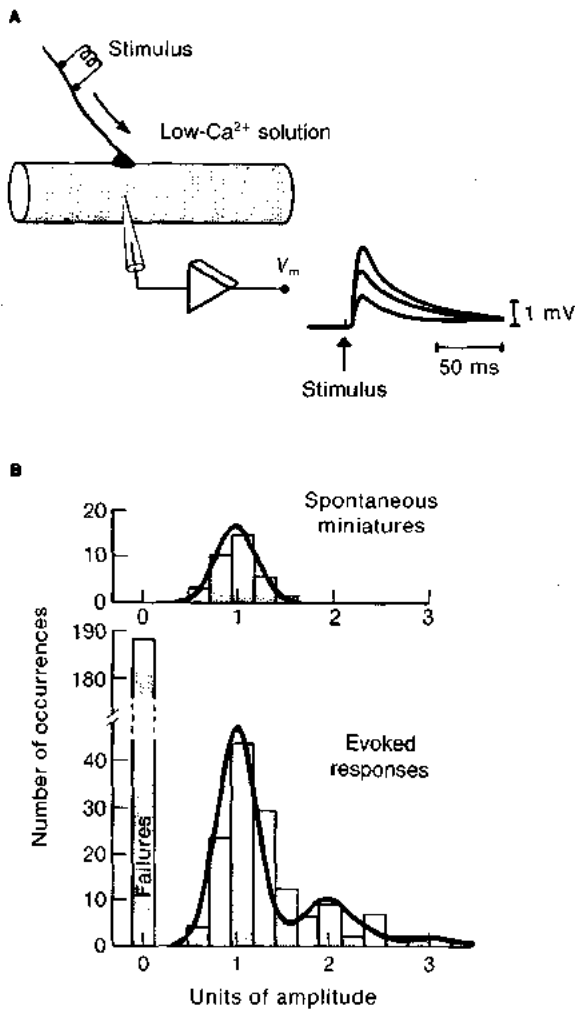 A
Stimulus
Low-Ca²⁺ solution
Vm
1 mV
50 ms
Stimulus
B
Spontaneous
miniatures
20
10
0
0 1 2 3
Number of occurrences
190
180
40
30
20
10
0
Failures
Evoked
responses
0 1 2 3
Units of amplitude